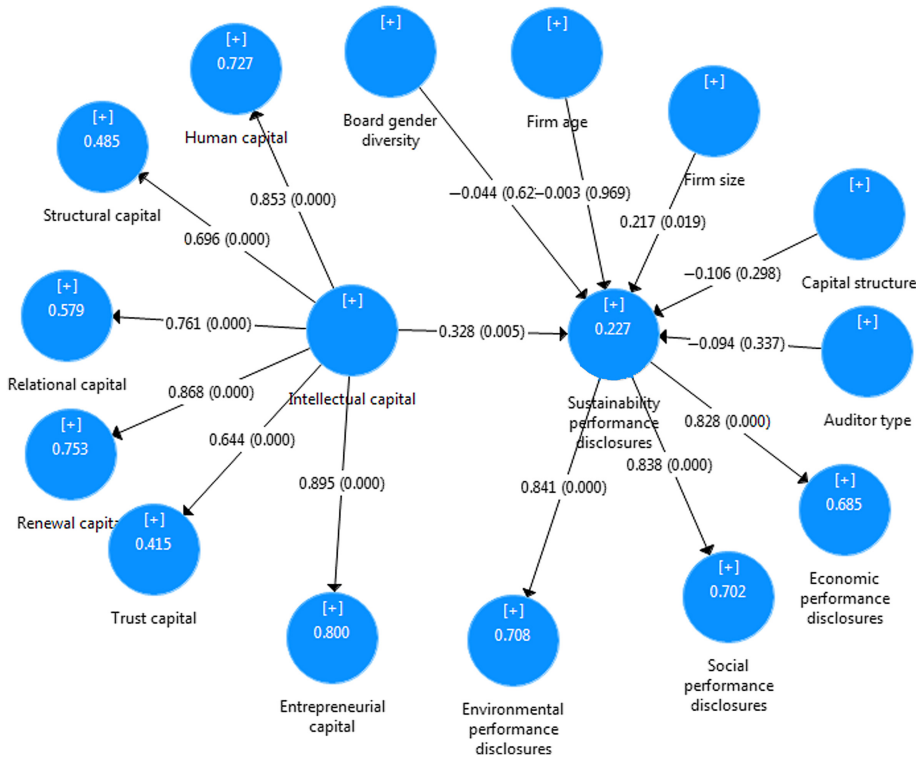 [+]
0.727
Human capital
[+]
Board gender
diversity
[+]
Firm age
[+]
Firm size
[+]
0.485
Structural capital
[+]
Capital structure
0.853 (0.000)
0.696 (0.000)
−0.044 (0.62
−0.003 (0.969)
0.217 (0.019)
−0.106 (0.298)
[+]
0.579
Relational capital
0.761 (0.000)
[+]
Intellectual capital
0.328 (0.005)
[+]
0.227
Sustainability
performance
disclosures
−0.094 (0.337)
[+]
Auditor type
0.868 (0.000)
0.644 (0.000)
0.895 (0.000)
0.841 (0.000)
0.838 (0.000)
0.828 (0.000)
[+]
0.753
Renewal capita
[+]
0.415
Trust capital
[+]
0.800
Entrepreneurial
capital
[+]
0.708
Environmental
performance
disclosures
[+]
0.702
Social
performance
disclosures
[+]
0.685
Economic
performance
disclosures